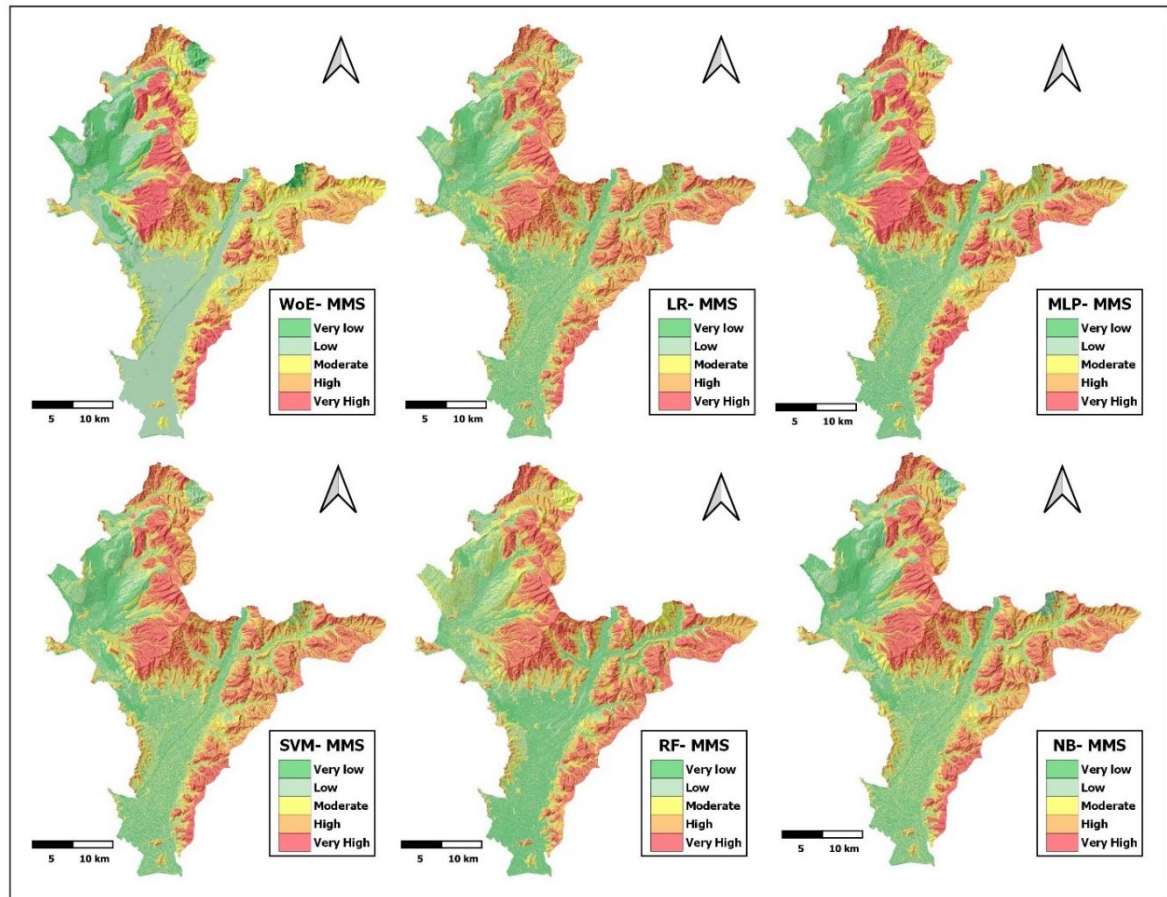 WoE- MMS
Very low
Low
Moderate
High
Very High
5 10 km
LR- MMS
Very low
Low
Moderate
High
Very High
5 10 km
MLP- MMS
Very low
Low
Moderate
High
Very High
5 10 km
SVM- MMS
Very low
Low
Moderate
High
Very High
5 10 km
RF- MMS
Very low
Low
Moderate
High
Very High
5 10 km
NB- MMS
Very low
Low
Moderate
High
Very High
5 10 km